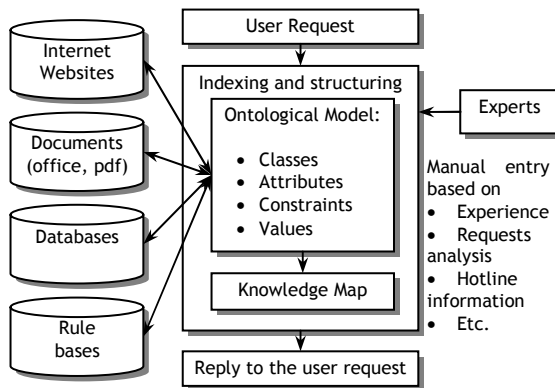 User Request
Internet
Websites
Documents
(office, pdf)
Databases
Rule
bases
Indexing and structuring
Ontological Model:
• Classes
• Attributes
• Constraints
• Values
Knowledge Map
Experts
Manual entry
based on
• Experience
• Requests
analysis
• Hotline
information
• Etc.
Reply to the user request